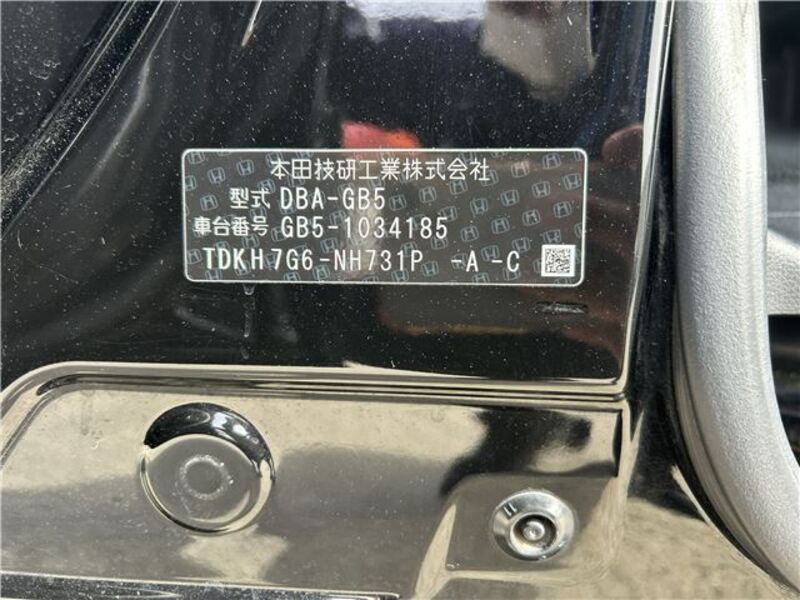 本田技研工業株式会社
型式 DBA-GB5
車台番号 GB5-1034185
TDKH7G6-NH731P -A -C